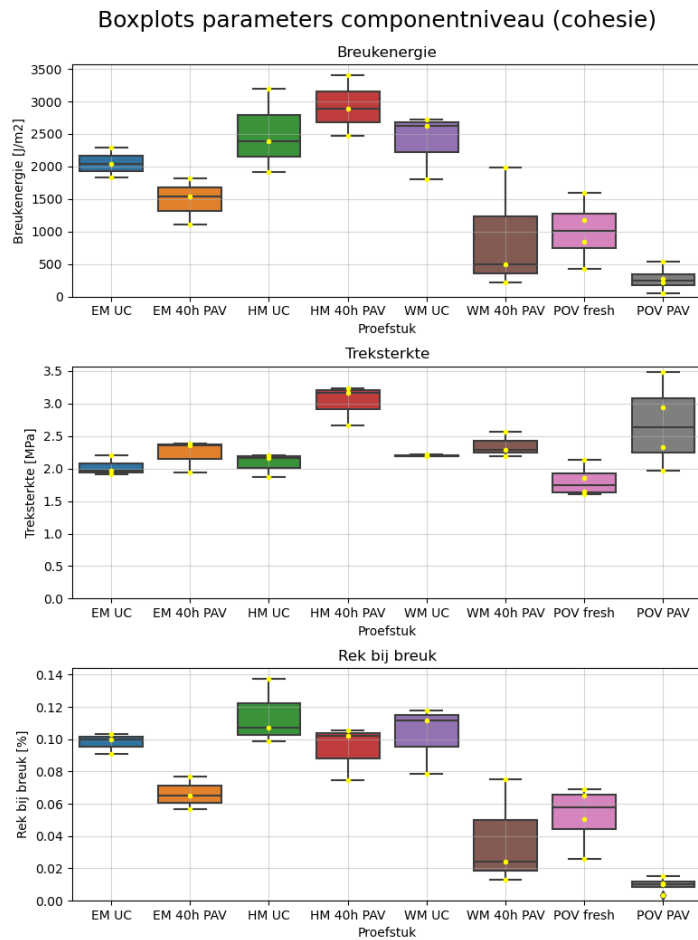 Boxplots parameters componentniveau (cohesie)
Breukenergie
Breukenergie [J/m2]
3500
3000
2500
2000
1500
1000
500
0
EM UC EM 40h PAV HM UC HM 40h PAV WM UC WM 40h PAV POV fresh POV PAV
Proefstuk
Treksterkte
Treksterkte [MPa]
3.5
3.0
2.5
2.0
1.5
1.0
0.5
0.0
EM UC EM 40h PAV HM UC HM 40h PAV WM UC WM 40h PAV POV fresh POV PAV
Proefstuk
Rek bij breuk
Rek bij breuk [%]
0.14
0.12
0.10
0.08
0.06
0.04
0.02
0.00
EM UC EM 40h PAV HM UC HM 40h PAV WM UC WM 40h PAV POV fresh POV PAV
Proefstuk